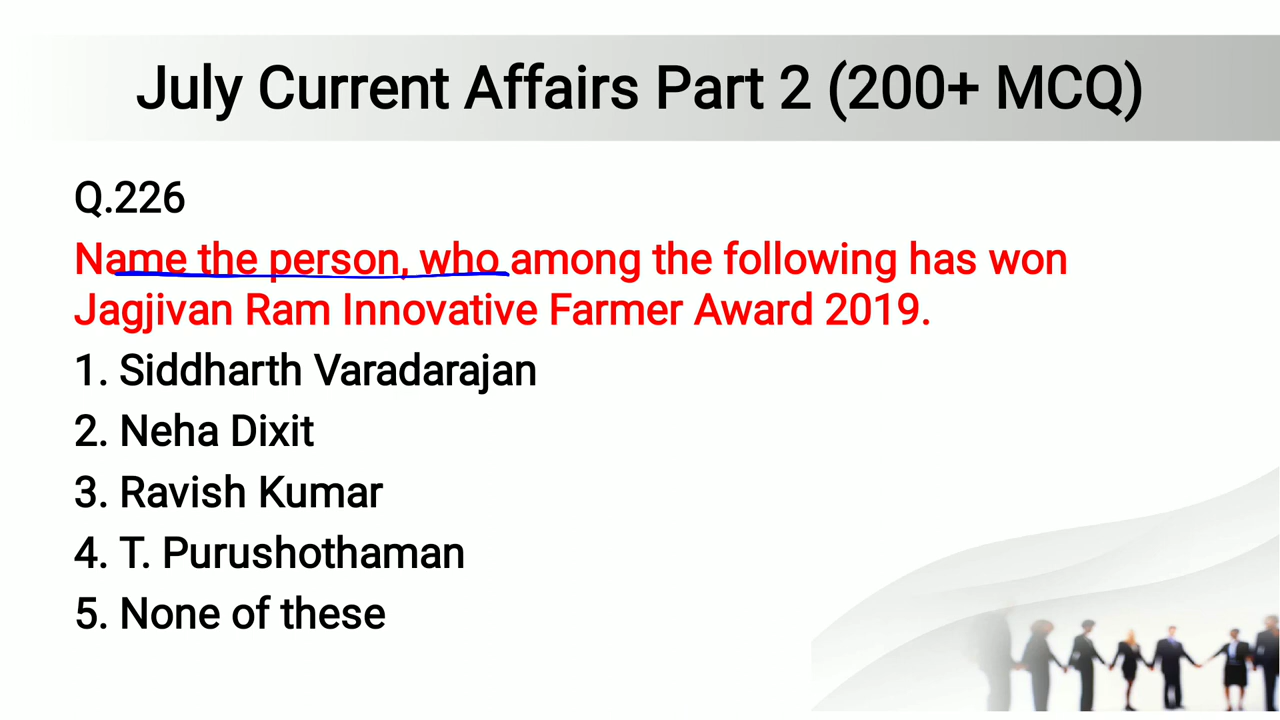 July Current Affairs Part 2 (200+ MCQ)
Q.226
Name the person, who among the following has won
Jagjivan Ram Innovative Farmer Award 2019.
1. Siddharth Varadarajan
2. Neha Dixit
3. Ravish Kumar
4. T. Purushothaman
5. None of these